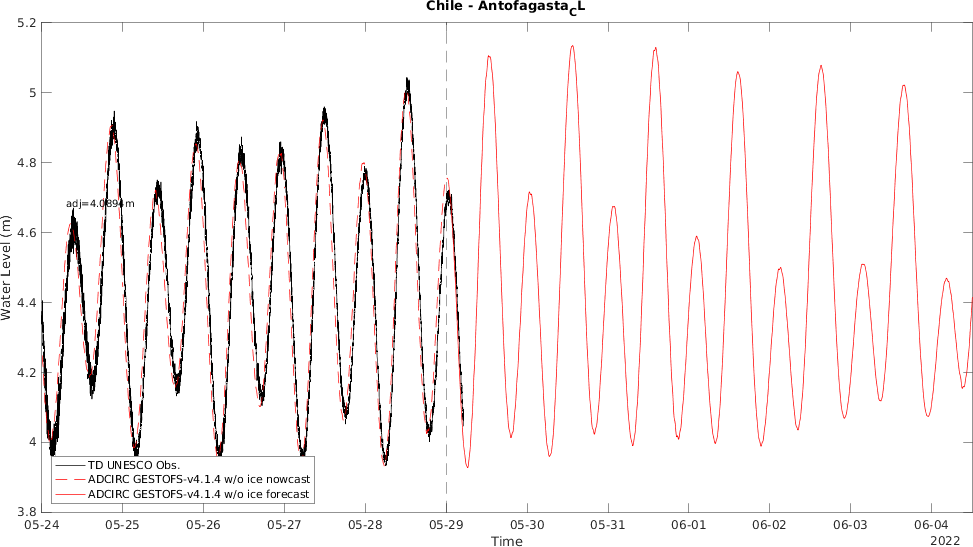 Chile - Antofagasta_CL
5.2
5
4.8
4.6
4.4
4.2
4
3.8
Water Level (m)
adj=4.0894m
TD UNESCO Obs.
ADCIRC GESTOFS-v4.1.4 w/o ice nowcast
ADCIRC GESTOFS-v4.1.4 w/o ice forecast
05-24 05-25 05-26 05-27 05-28 05-29 05-30 05-31 06-01 06-02 06-03 06-04
Time
2022